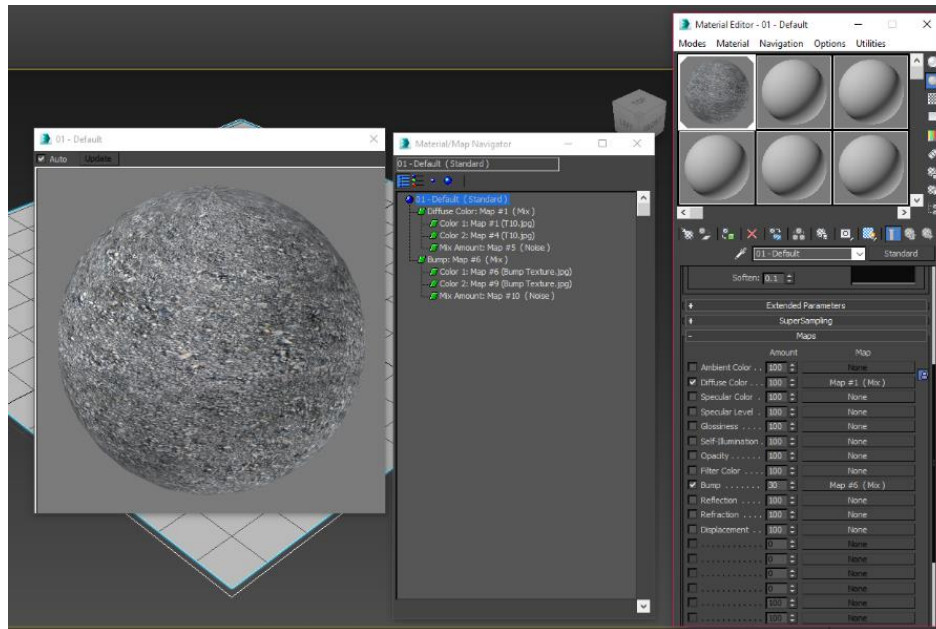 01 - Default
Auto
Update
Material/Map Navigator
01 - Default (Standard)
01 - Default (Standard)
Diffuse Color: Map #1 (Mix)
Color 1: Map #1 (T10.jpg)
Color 2: Map #4 (T10.jpg)
Mix Amount: Map #5 (Noise)
Bump: Map #6 (Mix)
Color 1: Map #6 (Bump Texture.jpg)
Color 2: Map #9 (Bump Texture.jpg)
Mix Amount: Map #10 (Noise)
Material Editor - 01 - Default
Modes Material Navigation Options Utilities
01 - Default Standard
Soften: 0.1
+ Extended Parameters
+ SuperSampling
- Maps
Amount Map
Ambient Color . . 100 None
Diffuse Color . . . 100 Map #1 (Mix)
Specular Color . 100 None
Specular Level . 100 None
Glossiness . . . . 100 None
Self-Illumination . 100 None
Opacity . . . . . . 100 None
Filter Color . . . . 100 None
Bump . . . . . . . 30 Map #6 (Mix)
Reflection . . . . 100 None
Refraction . . . . 100 None
Displacement . . 100 None
. . . . . . . . . . . . 0 None
. . . . . . . . . . . . 0 None
. . . . . . . . . . . . 0 None
. . . . . . . . . . . . 0 None
. . . . . . . . . . . . 100 None
. . . . . . . . . . . . 100 None